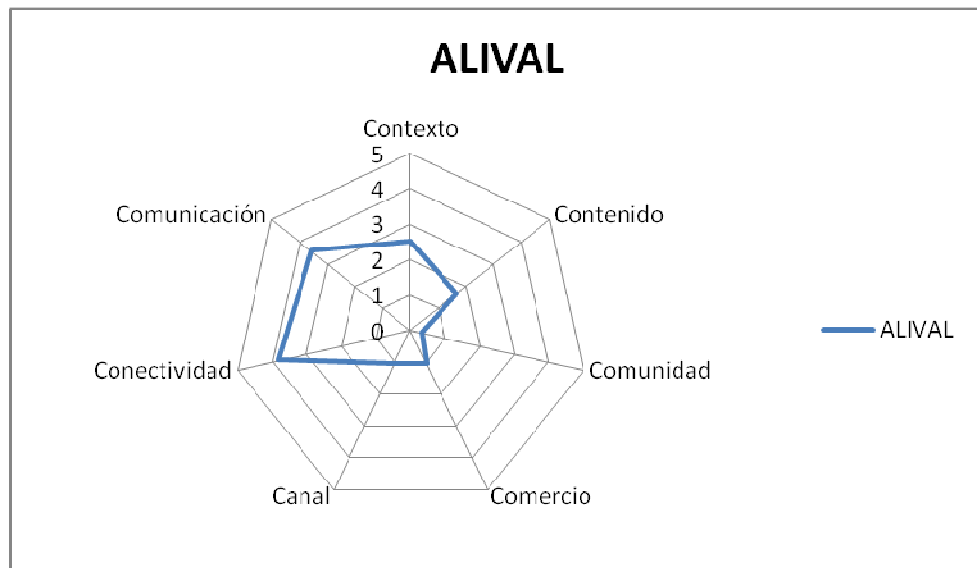 ALIVAL
Contexto
5
4
3
2
1
0
Contenido
Comunidad
Comercio
Canal
Conectividad
Comunicación
ALIVAL